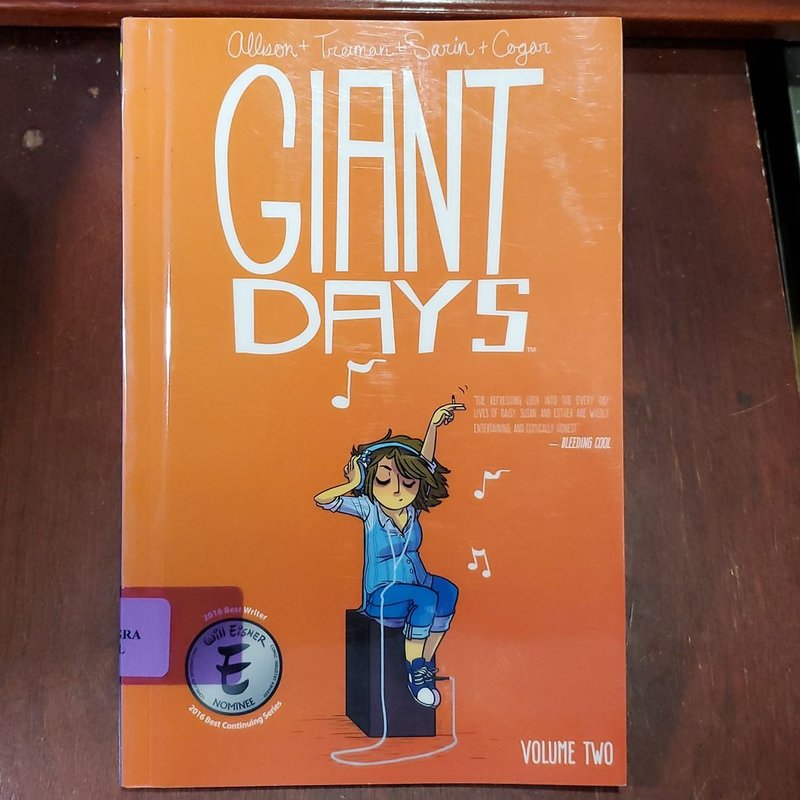 Allison + Treiman + Sarin + Cogar
GIANT
DAYS™
"THE REFRESHING LOOK INTO THE EVERY DAY
LIVES OF DAISY, SUSAN, AND ESTHER ARE WILDLY
ENTERTAINING, AND COMICALLY HONEST."
— BLEEDING COOL
GRA
L
2016 Best Writer
Will EISNER
E
NOMINEE
2016 Best Continuing Series
VOLUME TWO